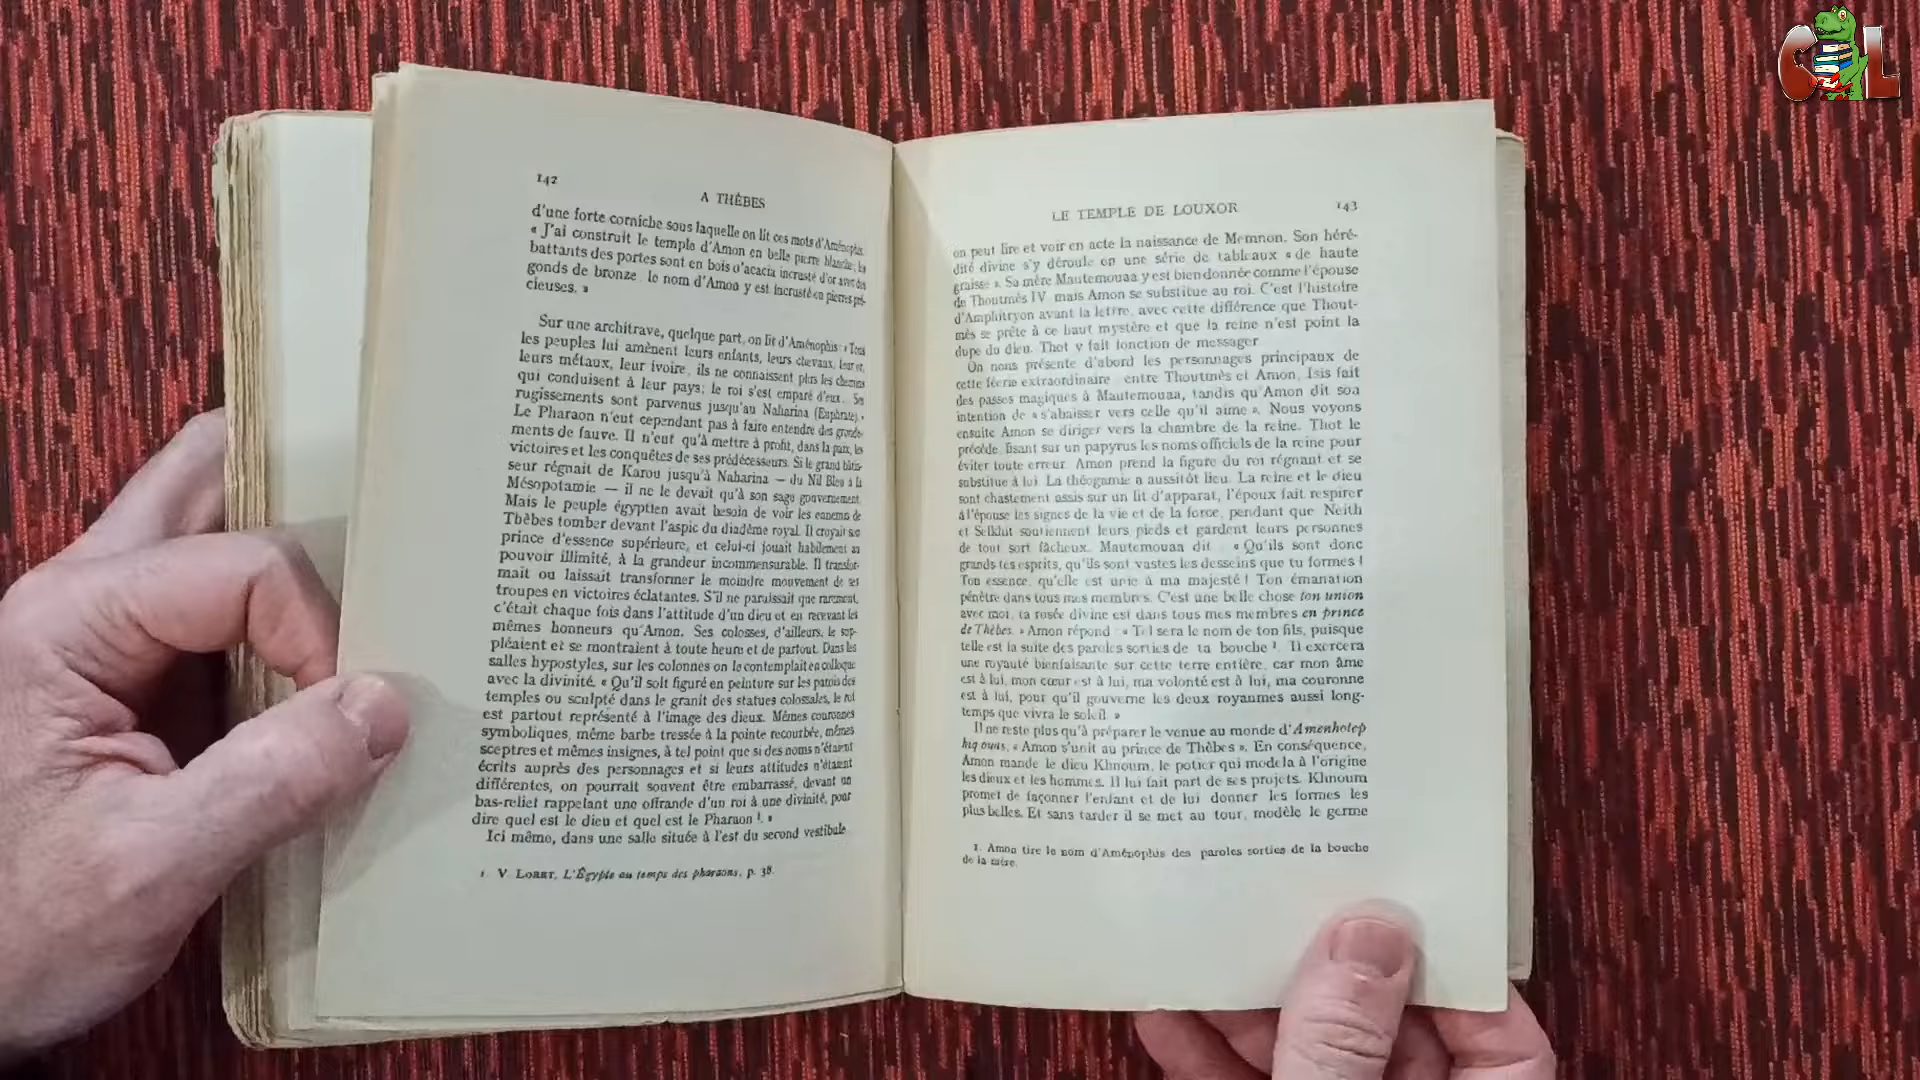 142
A THÈBES
d'une forte corniche sous laquelle on lit ces mots d'Aménophis.
« J'ai construit le temple d'Amon en belle pierre blanche; les
battants des portes sont en bois d'acacia incrusté d'or avec des
gonds de bronze le nom d'Amon y est incrusté en pierres pré-
cieuses. »
Sur une architrave, quelque part, on lit d'Aménophis « Tous
les peuples lui amènent leurs enfants, leurs chevaux, leur or,
leurs métaux, leur ivoire, ils ne connaissent plus les chemins
qui conduisent à leur pays; le roi s'est emparé d'eux. Ses
rugissements sont parvenus jusqu'au Naharina (Euphrate). »
Le Pharaon n'eut cependant pas à faire entendre des gronde-
ments de fauve. Il n'eut qu'à mettre à profit, dans la paix, les
victoires et les conquêtes de ses prédécesseurs. Si le grand bâtis-
seur régnait de Karou jusqu'à Naharina — du Nil Bleu à la
Mésopotamie — il ne le devait qu'à son sage gouvernement.
Mais le peuple égyptien avait besoin de voir les ennemis de
Thèbes tomber devant l'aspic du diadème royal. Il croyait son
prince d'essence supérieure, et celui-ci jouait habilement au
pouvoir illimité, à la grandeur incommensurable. Il transfor-
mait ou laissait transformer le moindre mouvement de ses
troupes en victoires éclatantes. S'il ne paraissait que rarement,
c'était chaque fois dans l'attitude d'un dieu et en recevant les
mêmes honneurs qu'Amon. Ses colosses, d'ailleurs, le sup-
pléaient et se montraient à toute heure et de partout. Dans les
salles hypostyles, sur les colonnes on le contemplait en colloque
avec la divinité. « Qu'il soit figuré en peinture sur les parois des
temples ou sculpté dans le granit des statues colossales, le roi
est partout représenté à l'image des dieux. Mêmes couronnes
symboliques, même barbe tressée à la pointe recourbée, mêmes
sceptres et mêmes insignes, à tel point que si des noms n'étaient
écrits auprès des personnages et si leurs attitudes n'étaient
différentes, on pourrait souvent être embarrassé, devant un
bas-relief rappelant une offrande d'un roi à une divinité, pour
dire quel est le dieu et quel est le Pharaon 1. »
Ici même, dans une salle située à l'est du second vestibule
1. V. LORET, L'Égypte au temps des pharaons, p. 38.
LE TEMPLE DE LOUXOR
143
on peut lire et voir en acte la naissance de Memnon. Son héré-
dité divine s'y déroule en une série de tableaux « de haute
graisse ». Sa mère Mautemouaa y est bien donnée comme l'épouse
de Thoutmès IV mais Amon se substitue au roi. C'est l'histoire
d'Amphitryon avant la lettre, avec cette différence que Thout-
mès se prête à ce haut mystère et que la reine n'est point la
dupe du dieu. Thot y fait fonction de messager
On nous présente d'abord les personnages principaux de
cette féerie extraordinaire entre Thoutmès et Amon, Isis fait
des passes magiques à Mautemouaa, tandis qu'Amon dit son
intention de « s'abaisser vers celle qu'il aime ». Nous voyons
ensuite Amon se diriger vers la chambre de la reine. Thot le
précède, lisant sur un papyrus les noms officiels de la reine pour
éviter toute erreur. Amon prend la figure du roi régnant et se
substitue à lui. La théogamie a aussitôt lieu. La reine et le dieu
sont chastement assis sur un lit d'apparat, l'époux fait respirer
à l'épouse les signes de la vie et de la force, pendant que Neith
et Selkhit soutiennent leurs pieds et gardent leurs personnes
de tout sort fâcheux. Mautemouaa dit « Qu'ils sont donc
grands tes esprits, qu'ils sont vastes les desseins que tu formes !
Ton essence, qu'elle est unie à ma majesté ! Ton émanation
pénètre dans tous mes membres. C'est une belle chose ton union
avec moi, ta rosée divine est dans tous mes membres en prince
de Thèbes. » Amon répond « Tel sera le nom de ton fils, puisque
telle est la suite des paroles sorties de ta bouche 1. Il exercera
une royauté bienfaisante sur cette terre entière, car mon âme
est à lui, mon cœur est à lui, ma volonté est à lui, ma couronne
est à lui, pour qu'il gouverne les deux royaumes aussi long-
temps que vivra le soleil. »
Il ne reste plus qu'à préparer le venue au monde d'Amenhotep
hiq ouas, « Amon s'unit au prince de Thèbes ». En conséquence,
Amon mande le dieu Khnoum, le potier qui modela à l'origine
les dieux et les hommes. Il lui fait part de ses projets. Khnoum
promet de façonner l'enfant et de lui donner les formes les
plus belles. Et sans tarder il se met au tour, modèle le germe
1. Amon tire le nom d'Aménophis des paroles sorties de la bouche
de la mère.